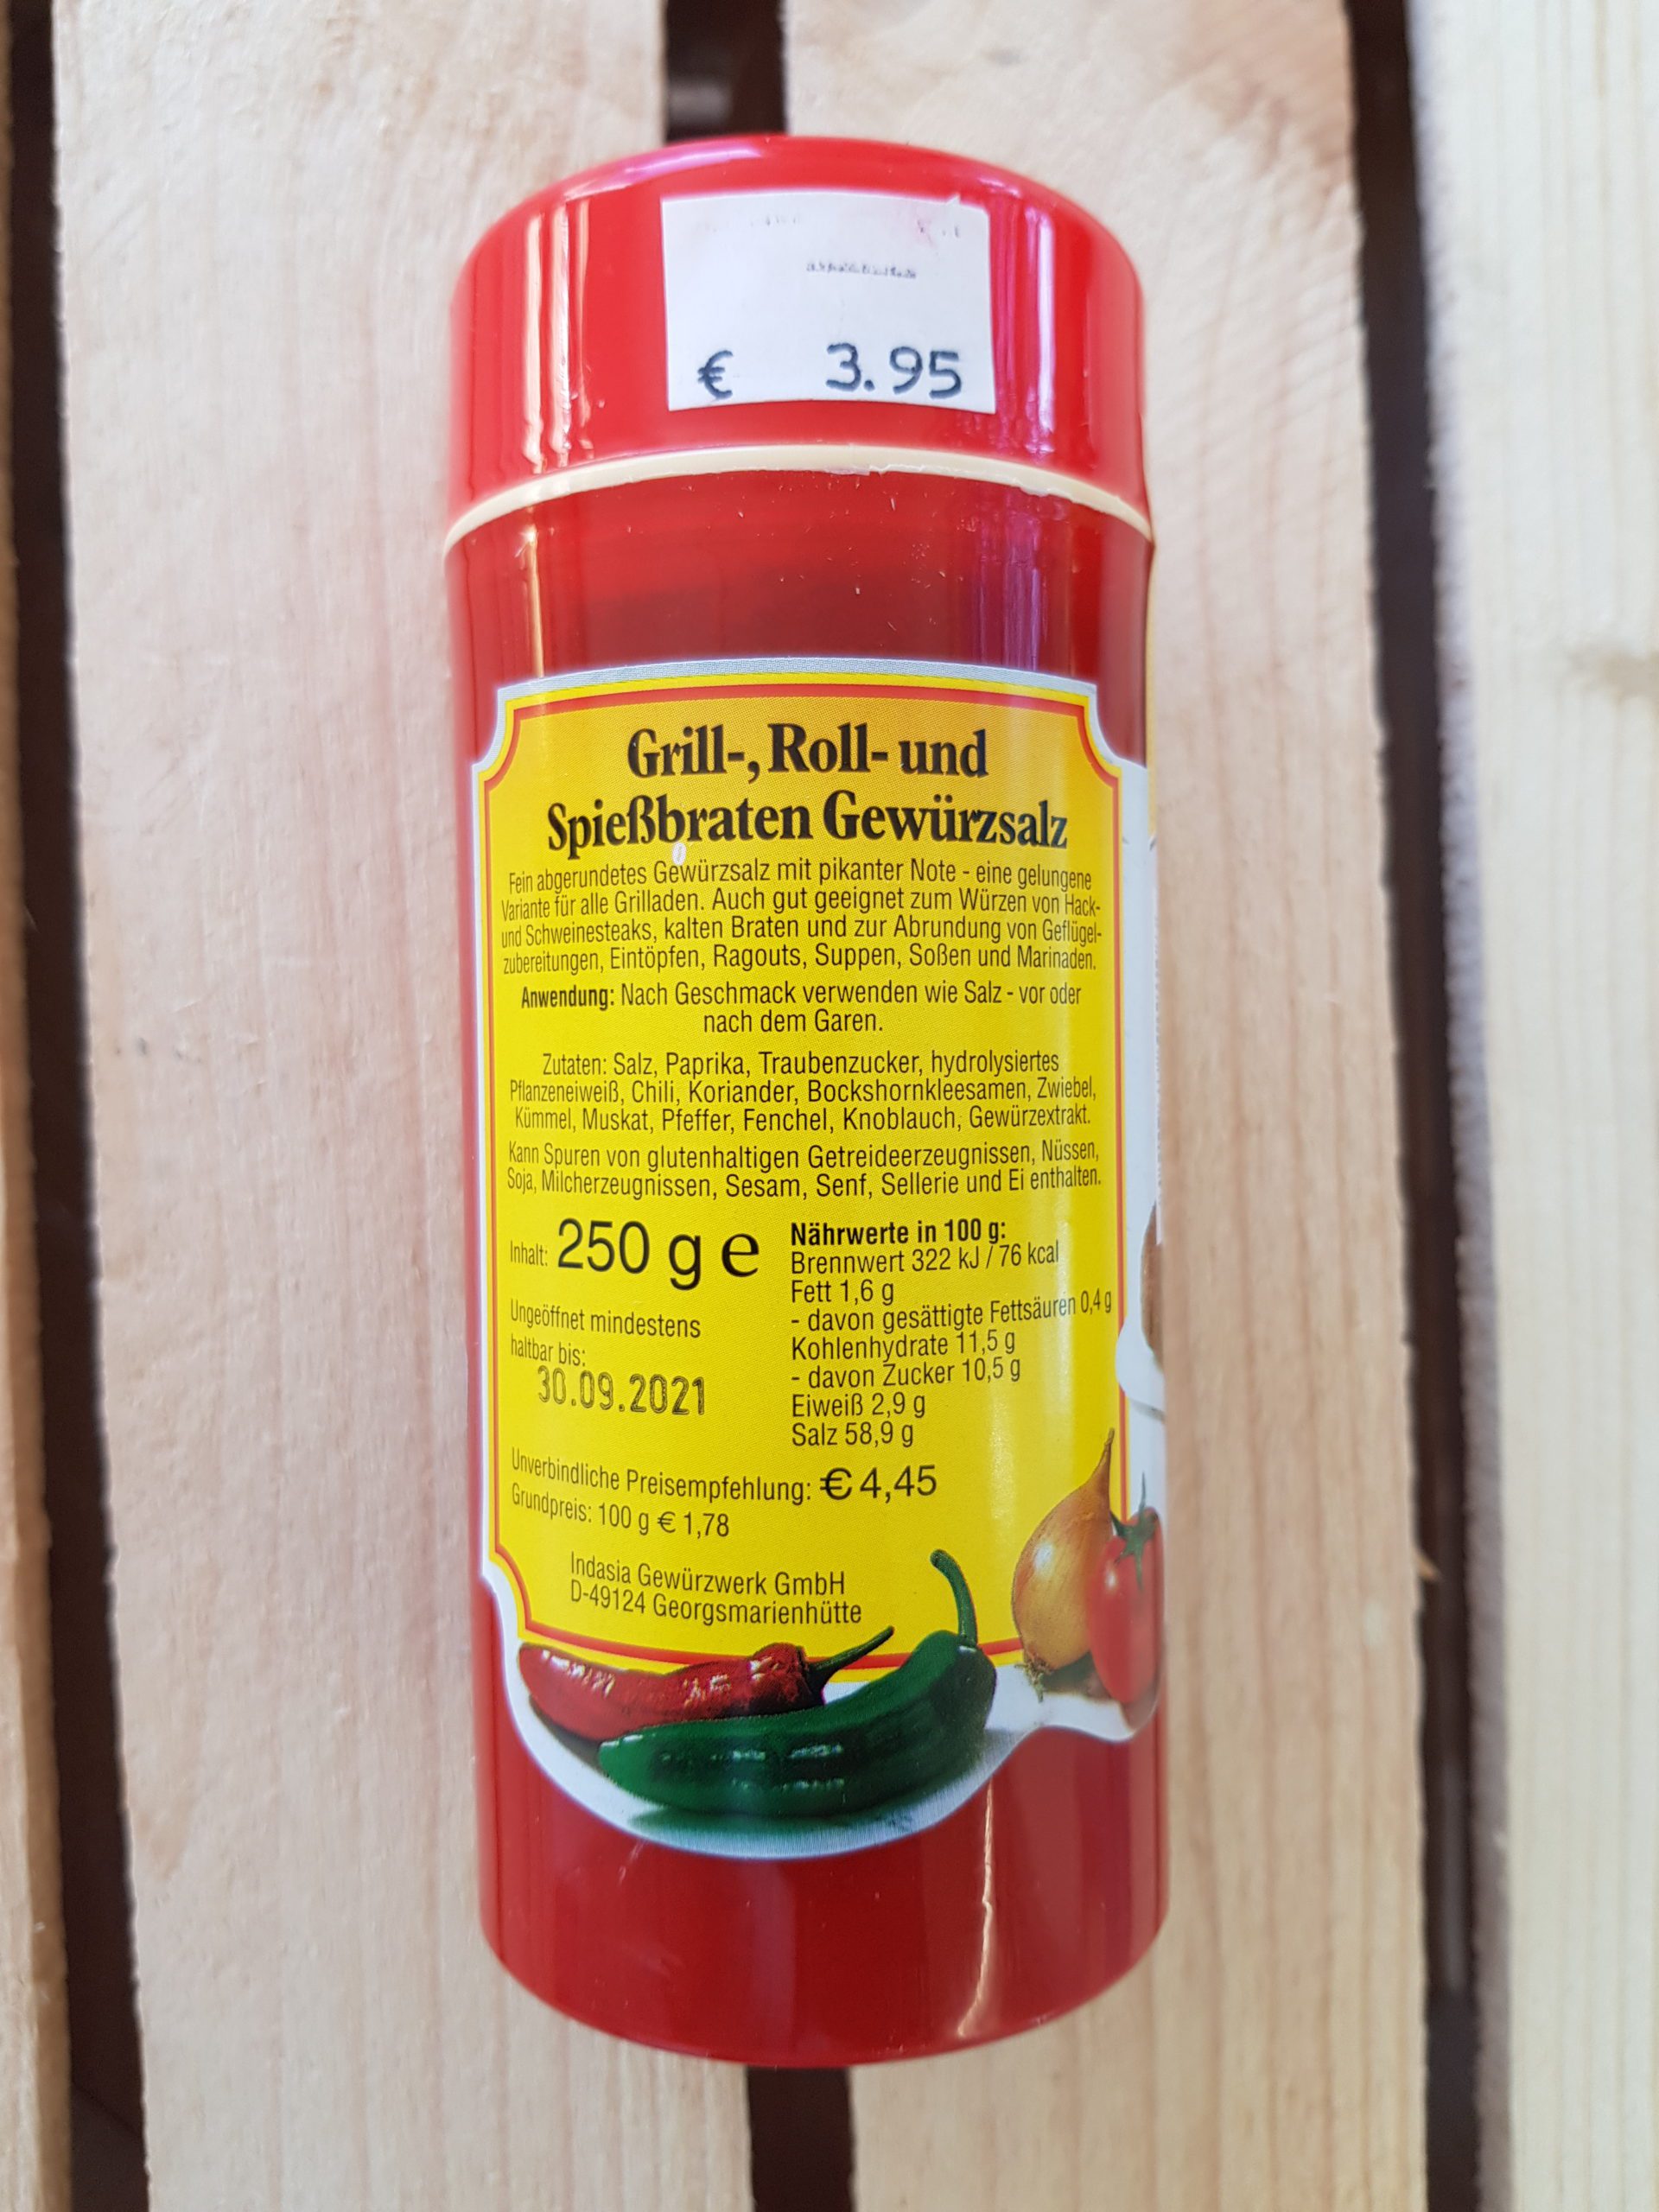 € 3.95
Grill-, Roll- und
Spießbraten Gewürzsalz
Fein abgerundetes Gewürzsalz mit pikanter Note - eine gelungene
Variante für alle Grilladen. Auch gut geeignet zum Würzen von Hack-
und Schweinesteaks, kalten Braten und zur Abrundung von Geflügel-
zubereitungen, Eintöpfen, Ragouts, Suppen, Soßen und Marinaden.
Anwendung: Nach Geschmack verwenden wie Salz - vor oder
nach dem Garen.
Zutaten: Salz, Paprika, Traubenzucker, hydrolysiertes
Pflanzeneiweiß, Chili, Koriander, Bockshornkleesamen, Zwiebel,
Kümmel, Muskat, Pfeffer, Fenchel, Knoblauch, Gewürzextrakt.
Kann Spuren von glutenhaltigen Getreideerzeugnissen, Nüssen,
Soja, Milcherzeugnissen, Sesam, Senf, Sellerie und Ei enthalten.
Inhalt: 250 g e
Ungeöffnet mindestens
haltbar bis:
30.09.2021
Nährwerte in 100 g:
Brennwert 322 kJ / 76 kcal
Fett 1,6 g
- davon gesättigte Fettsäuren 0,4 g
Kohlenhydrate 11,5 g
- davon Zucker 10,5 g
Eiweiß 2,9 g
Salz 58,9 g
Unverbindliche Preisempfehlung: € 4,45
Grundpreis: 100 g € 1,78
Indasia Gewürzwerk GmbH
D-49124 Georgsmarienhütte